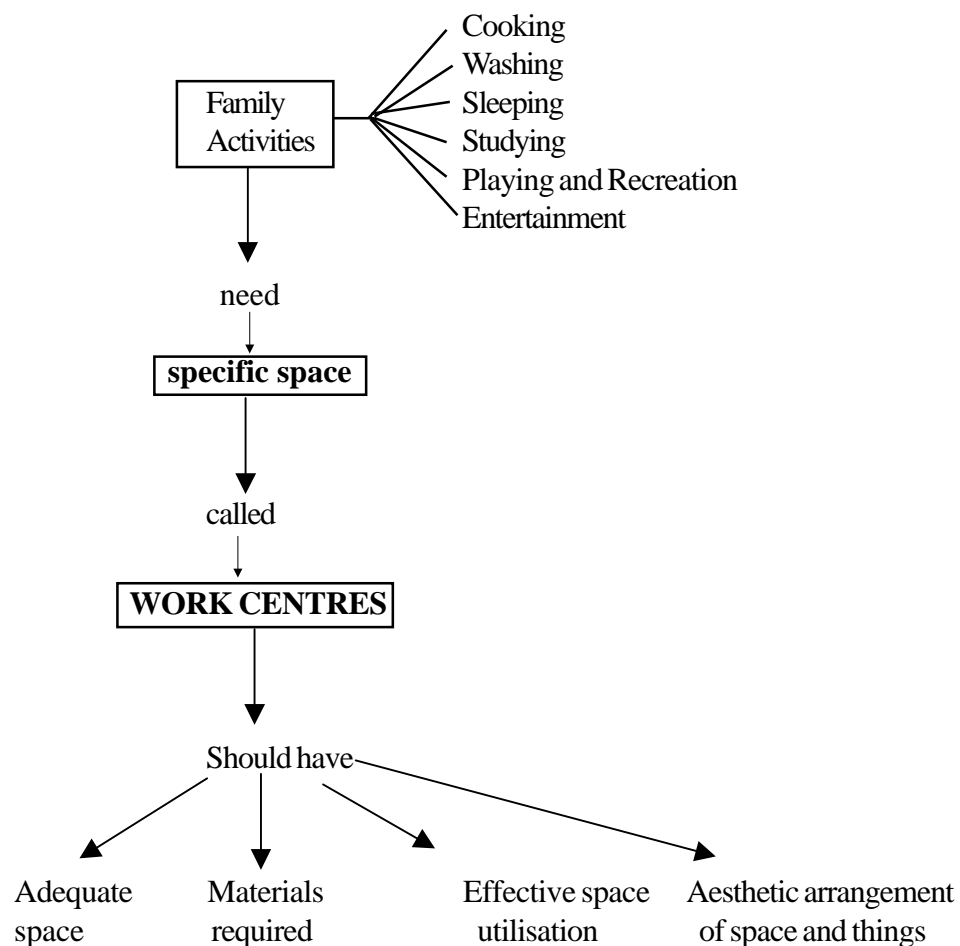 Cooking
Washing
Sleeping
Studying
Playing and Recreation
Entertainment
Family
Activities
need
specific space
called
WORK CENTRES
Should have
Adequate
space
Materials
required
Effective space
utilisation
Aesthetic arrangement
of space and things